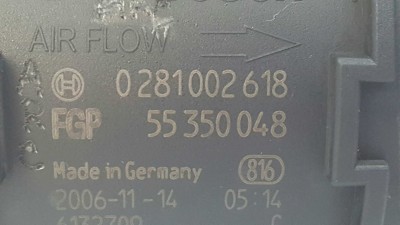 AIR FLOW
0 281 002 618
FGP 55 350 048
Made in Germany 816
2006-11-14 05:14
C